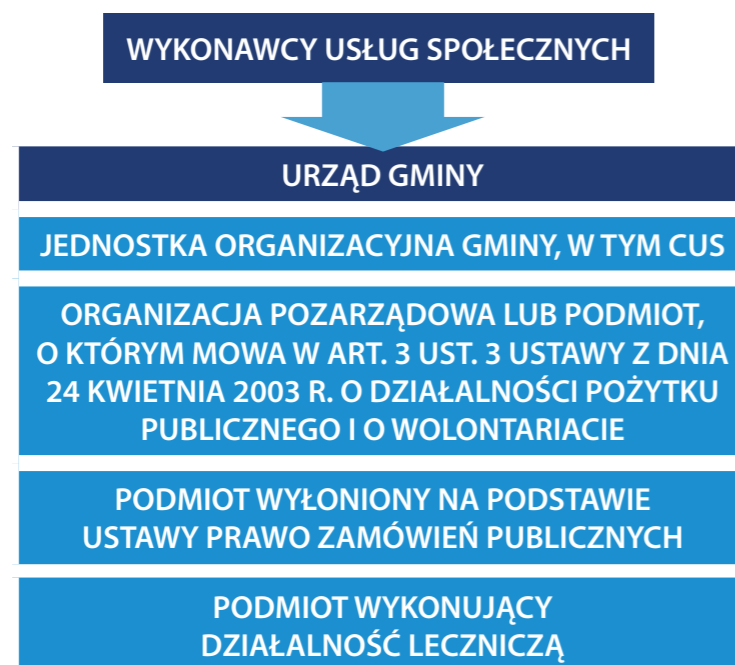 WYKONAWCY USŁUG SPOŁECZNYCH
URZĄD GMINY
JEDNOSTKA ORGANIZACYJNA GMINY, W TYM CUS
ORGANIZACJA POZARZĄDOWA LUB PODMIOT,
O KTÓRYM MOWA W ART. 3 UST. 3 USTAWY Z DNIA
24 KWIETNIA 2003 R. O DZIAŁALNOŚCI POŻYTKU
PUBLICZNEGO I O WOLONTARIACIE
PODMIOT WYŁONIONY NA PODSTAWIE
USTAWY PRAWO ZAMÓWIEŃ PUBLICZNYCH
PODMIOT WYKONUJĄCY
DZIAŁALNOŚĆ LECZNICZĄ